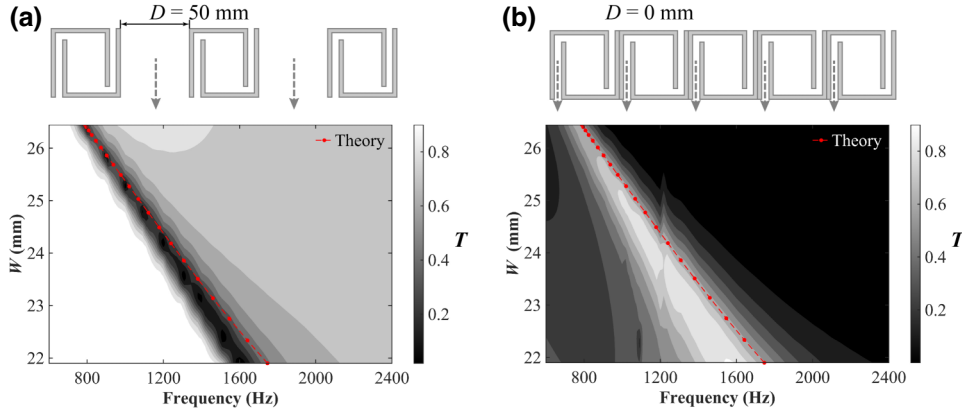 (a)
D = 50 mm
Theory
26
25
24
23
22
W (mm)
800 1200 1600 2000 2400
Frequency (Hz)
0.8
0.6
0.4
0.2
T
(b)
D = 0 mm
Theory
26
25
24
23
22
W (mm)
800 1200 1600 2000 2400
Frequency (Hz)
0.8
0.6
0.4
0.2
T